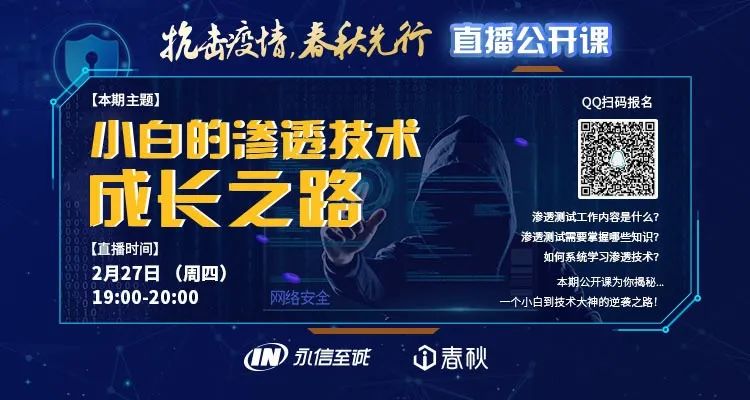 抗击疫情,春秋先行 直播公开课
【本期主题】
小白的渗透技术
成长之路
【直播时间】
2月27日（周四）
19:00-20:00
网络安全
QQ扫码报名
渗透测试工作内容是什么?
渗透测试需要掌握哪些知识?
如何系统学习渗透技术?
本期公开课为你揭秘...
一个小白到技术大神的逆袭之路!
IN 永信至诚
i春秋